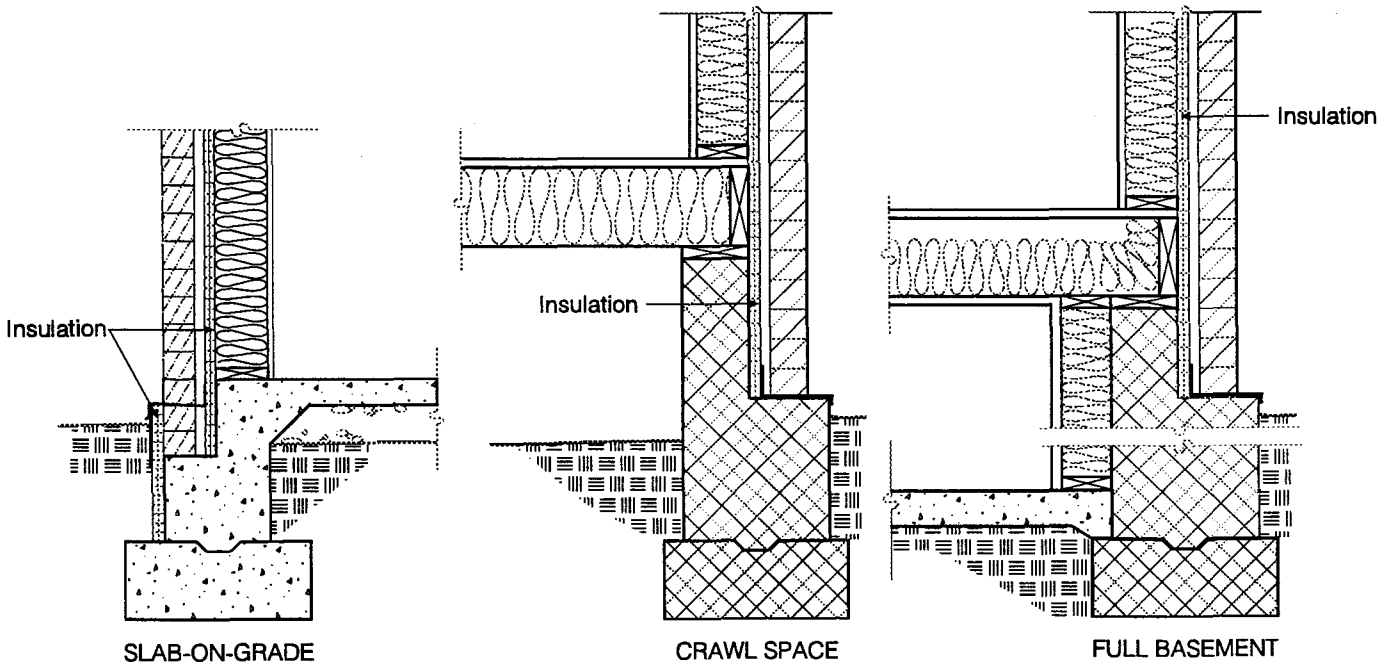 Insulation
Insulation
Insulation
SLAB-ON-GRADE
CRAWL SPACE
FULL BASEMENT